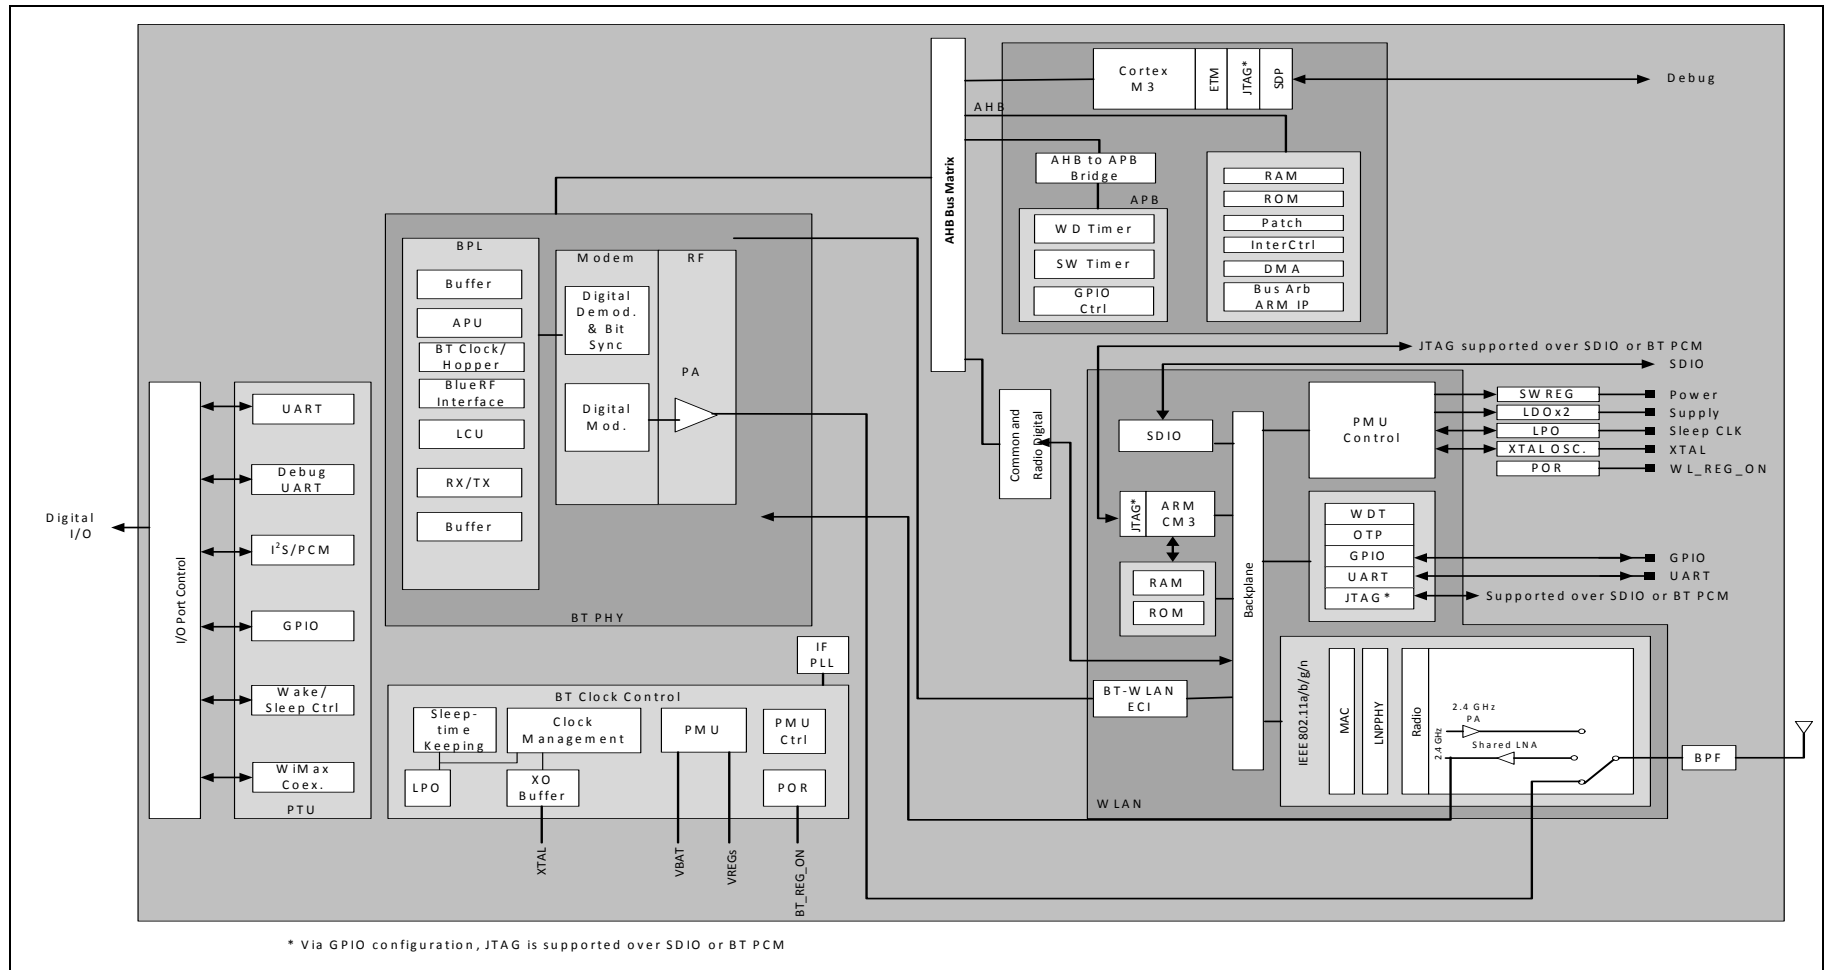 Cortex
M3
ETM
JTAG*
SDP
Debug
AHB
AHB Bus Matrix
AHB to APB
Bridge
APB
WD Timer
SW Timer
GPIO
Ctrl
RAM
ROM
Patch
InterCtrl
DMA
Bus Arb
ARM IP
BPL
Buffer
APU
BT Clock/
Hopper
BlueRF
Interface
LCU
RX/TX
Buffer
Modem
Digital
Demod.
& Bit
Sync
Digital
Mod.
RF
PA
BT PHY
Digital
I/O
I/O Port Control
UART
Debug
UART
I²S/PCM
GPIO
Wake/
Sleep Ctrl
WiMax
Coex.
PTU
IF
PLL
BT Clock Control
Sleep-
time
Keeping
Clock
Management
PMU
PMU
Ctrl
LPO
XO
Buffer
POR
XTAL
VBAT
VREGs
BT_REG_ON
Common and
Radio Digital
JTAG supported over SDIO or BT PCM
SDIO
SDIO
PMU
Control
SWREG
LDOx2
LPO
XTAL OSC.
POR
Power
Supply
Sleep CLK
XTAL
WL_REG_ON
JTAG*
ARM
CM3
RAM
ROM
Backplane
WDT
OTP
GPIO
UART
JTAG*
GPIO
UART
Supported over SDIO or BT PCM
BT-WLAN
ECI
IEEE 802.11a/b/g/n
MAC
LNPPHY
Radio
2.4 GHz
2.4 GHz
PA
Shared LNA
BPF
WLAN
* Via GPIO configuration, JTAG is supported over SDIO or BT PCM